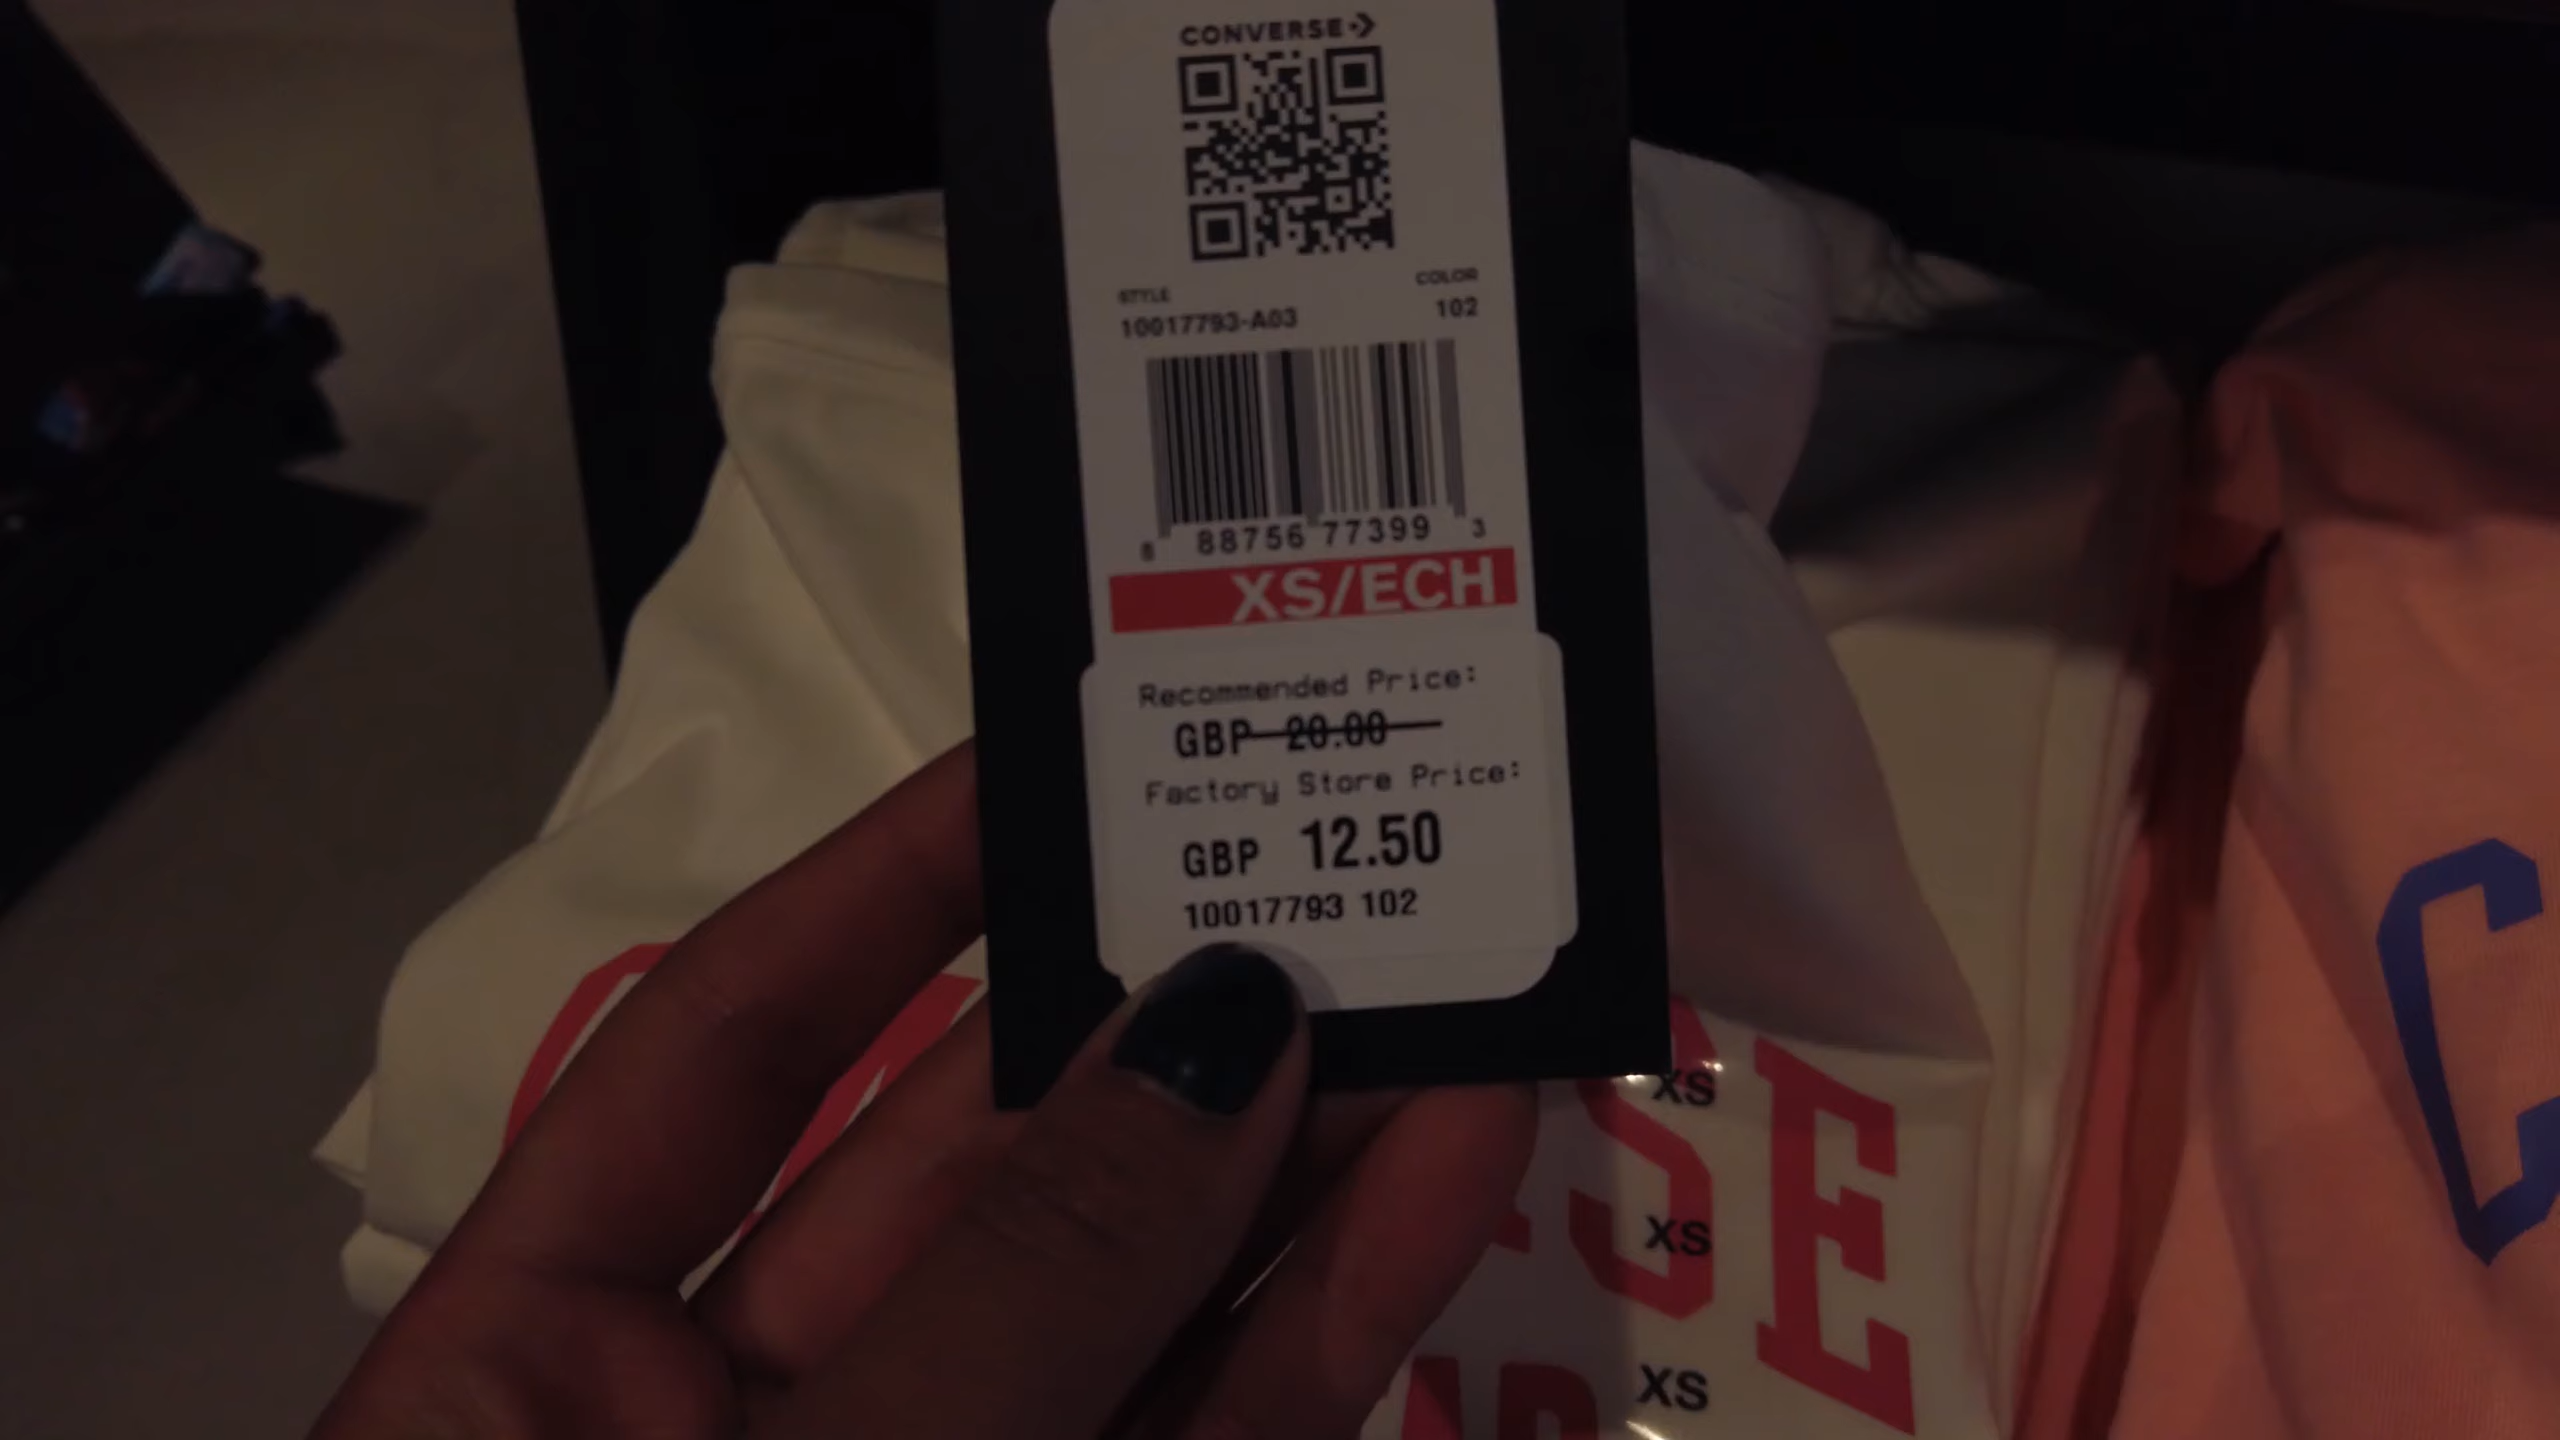 CONVERSE
STYLE
COLOR
10017793-A03
102
8 88756 77399 3
XS/ECH
Recommended Price:
GBP 20.00
Factory Store Price:
GBP 12.50
10017793 102
XS
XS
XS
SE
C